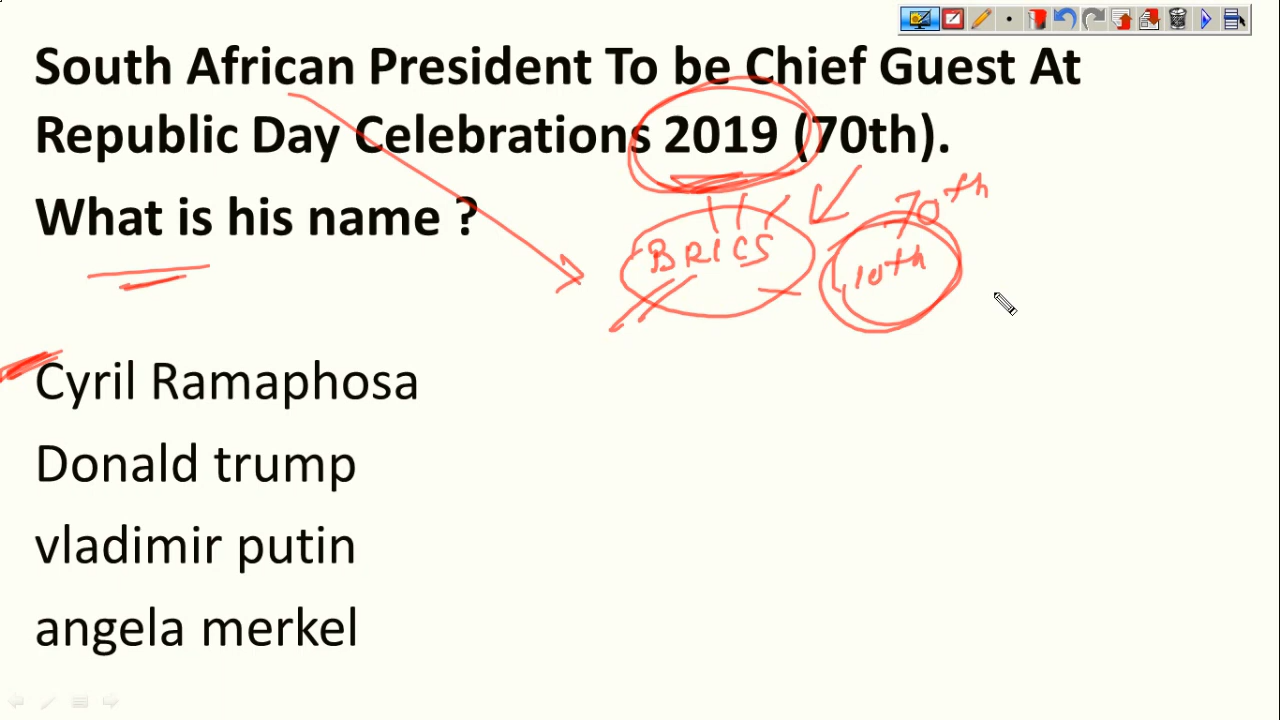 South African President To be Chief Guest At
Republic Day Celebrations 2019 (70th).
What is his name ?
70th
BRICS
10th
Cyril Ramaphosa
Donald trump
vladimir putin
angela merkel